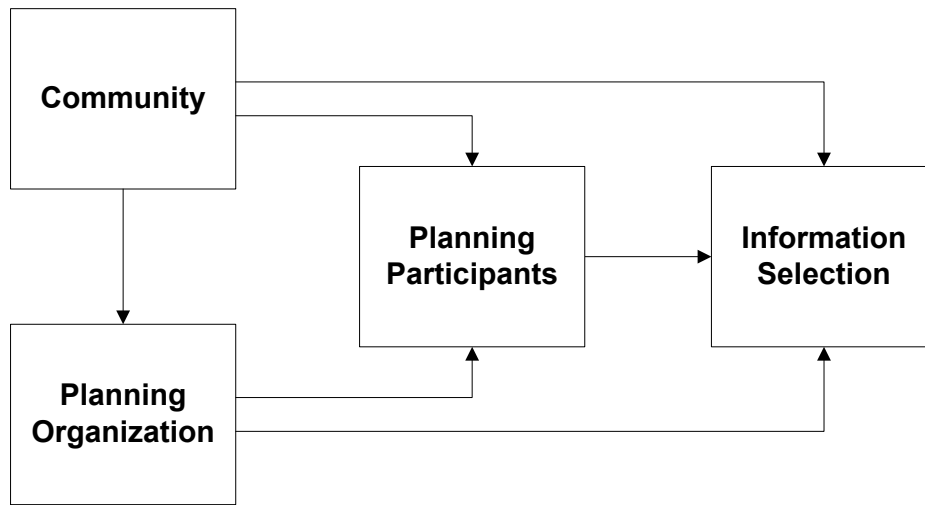 Community
Planning
Participants
Information
Selection
Planning
Organization